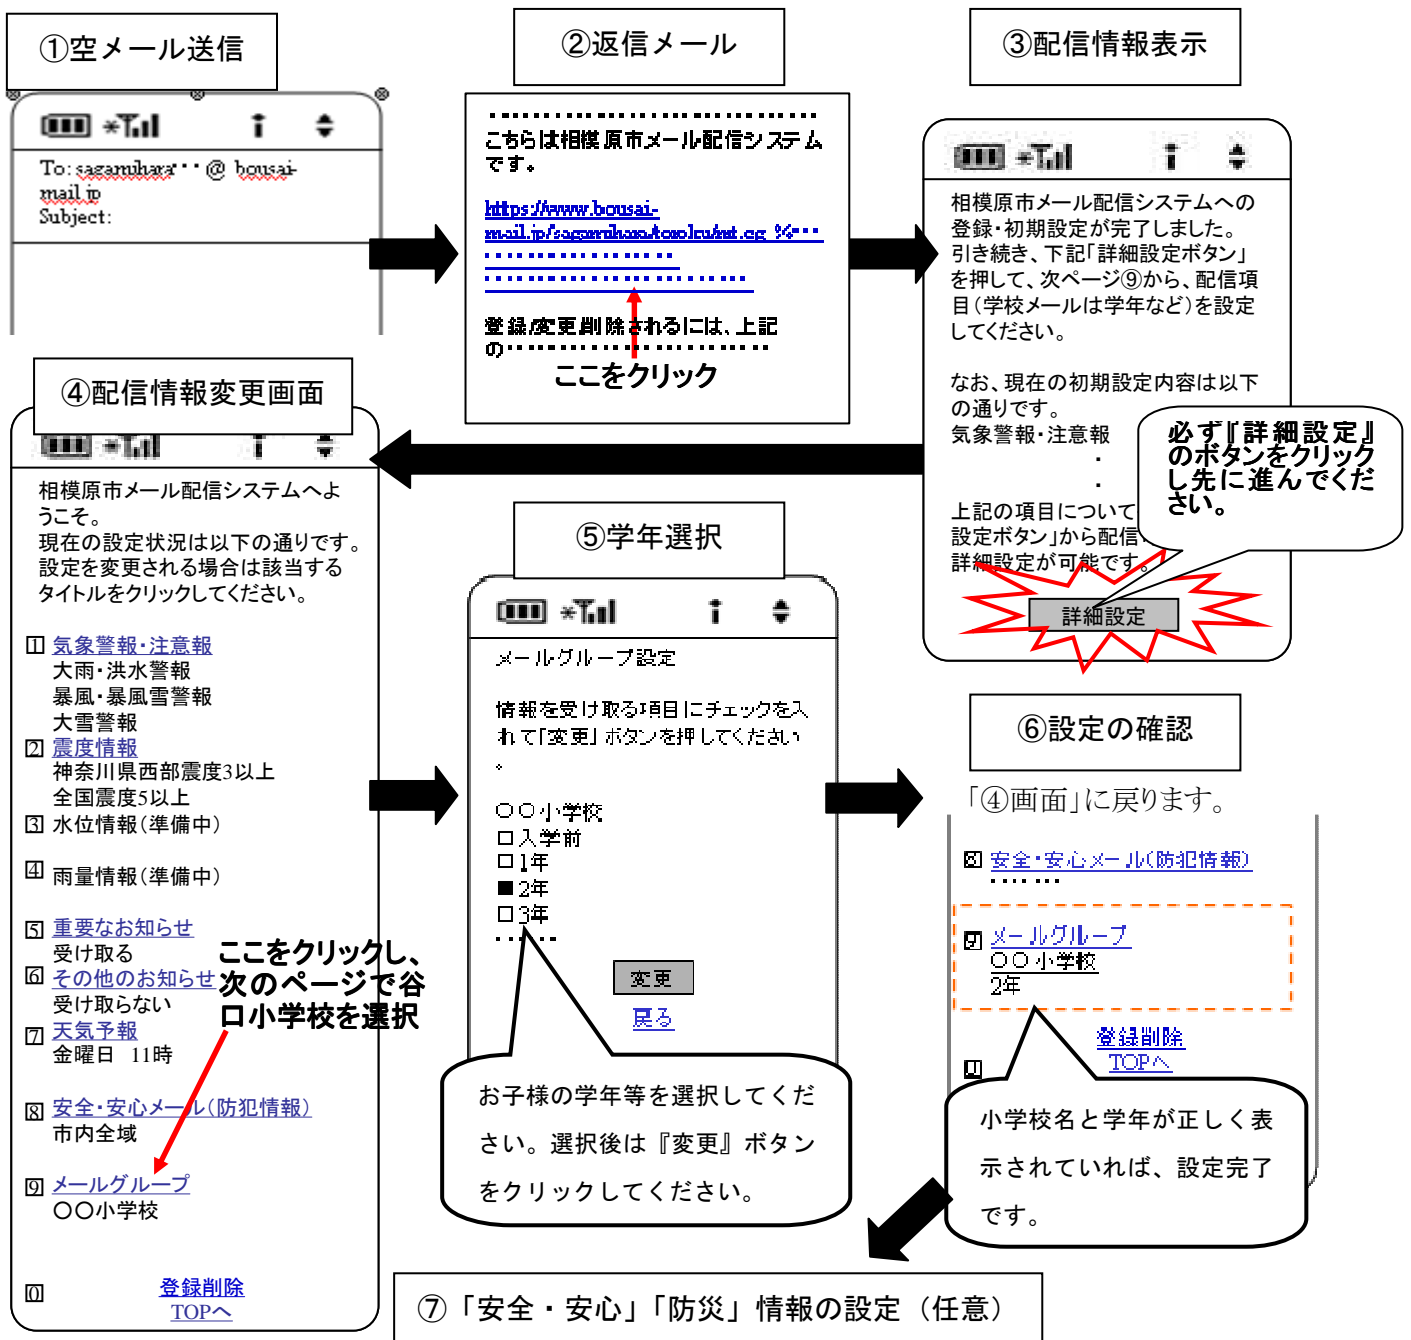 ①空メール送信
To: sagamihara･･･@ bousai-
mail.jp
Subject:
②返信メール
こちらは相模原市メール配信システム
です。
https://www.bousai-
登録/変更/削除されるには、上記
の
ここをクリック
③配信情報表示
相模原市メール配信システムへの
登録・初期設定が完了しました。
引き続き、下記「詳細設定ボタン」
を押して、次ページ⑨から、配信項
目（学校メールは学年など）を設定
してください。
なお、現在の初期設定内容は以下
の通りです。
気象警報・注意報
・
・
上記の項目について
設定ボタン」から配信
詳細設定が可能です。
詳細設定
必ず『詳細設定』
のボタンをクリック
し先に進んでくだ
さい。
④配信情報変更画面
相模原市メール配信システムへよ
うこそ。
現在の設定状況は以下の通りです。
設定を変更される場合は該当する
タイトルをクリックしてください。
1 気象警報・注意報
大雨・洪水警報
暴風・暴風雪警報
大雪警報
2 震度情報
神奈川県西部震度3以上
全国震度5以上
3 水位情報（準備中）
4 雨量情報（準備中）
5 重要なお知らせ
受け取る
6 その他のお知らせ
受け取らない
7 天気予報
金曜日 11時
8 安全・安心メール（防犯情報）
市内全域
9 メールグループ
〇〇小学校
0 登録削除
TOPへ
ここをクリックし、
次のページで谷
口小学校を選択
⑤学年選択
メールグループ設定
情報を受け取る項目にチェックを入
れて「変更」ボタンを押してください
。
〇〇小学校
□入学前
□1年
■2年
□3年
・・・・・・
変更
戻る
お子様の学年等を選択してくだ
さい。選択後は『変更』ボタン
をクリックしてください。
⑥設定の確認
「④画面」に戻ります。
8 安全・安心メール（防犯情報）
・・・・・・・
9 メールグループ
〇〇小学校
2年
登録削除
TOPへ
小学校名と学年が正しく表
示されていれば、設定完了
です。
⑦「安全・安心」「防災」情報の設定（任意）